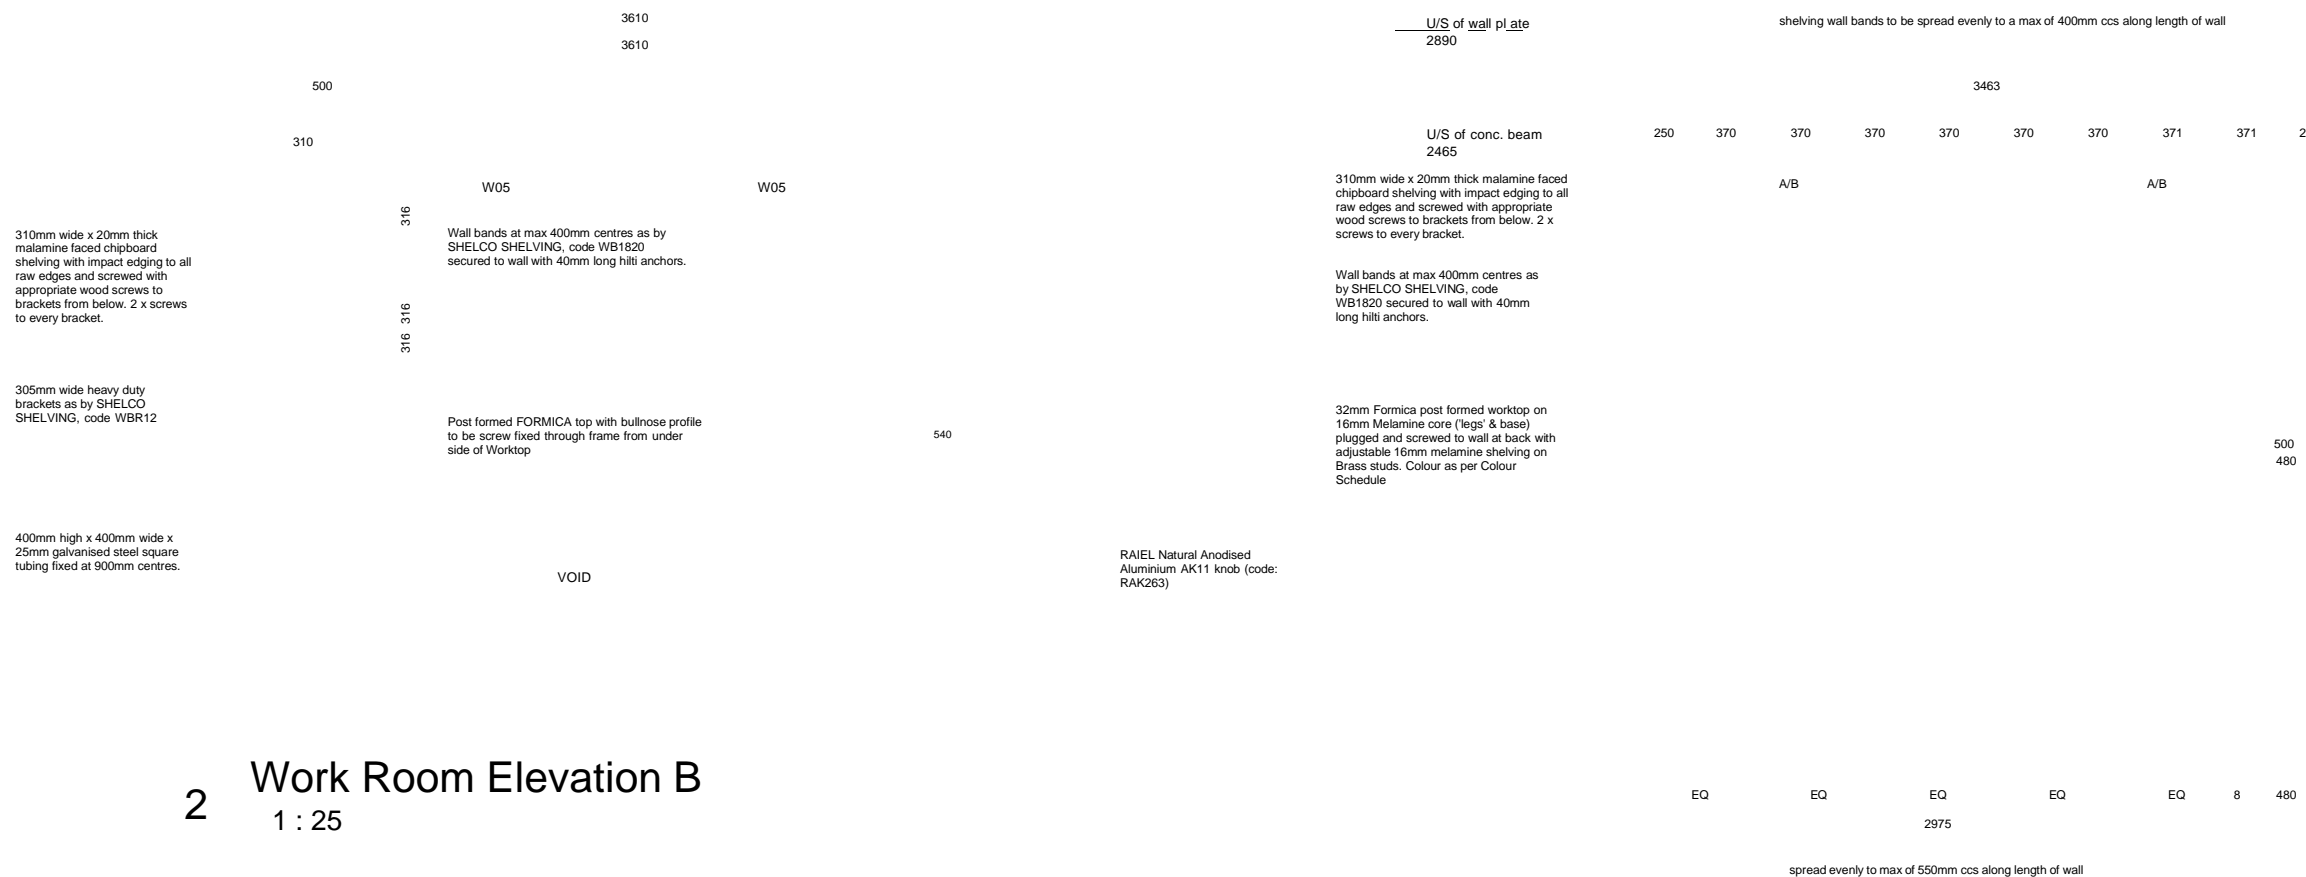 3610
3610
500
310
W05 W05
316
310mm wide x 20mm thick
malamine faced chipboard
shelving with impact edging to all
raw edges and screwed with
appropriate wood screws to
brackets from below. 2 x screws
to every bracket.
Wall bands at max 400mm centres as by
SHELCO SHELVING, code WB1820
secured to wall with 40mm long hilti anchors.
316
316
305mm wide heavy duty
brackets as by SHELCO
SHELVING, code WBR12
Post formed FORMICA top with bullnose profile
to be screw fixed through frame from under
side of Worktop
540
400mm high x 400mm wide x
25mm galvanised steel square
tubing fixed at 900mm centres.
VOID
RAIEL Natural Anodised
Aluminium AK11 knob (code:
RAK263)
2 Work Room Elevation B
1 : 25
U/S of wall pl ate
2890
shelving wall bands to be spread evenly to a max of 400mm ccs along length of wall
3463
U/S of conc. beam
2465
250 370 370 370 370 370 370 371 371 2
310mm wide x 20mm thick malamine faced
chipboard shelving with impact edging to all
raw edges and screwed with appropriate
wood screws to brackets from below. 2 x
screws to every bracket.
A/B A/B
Wall bands at max 400mm centres as
by SHELCO SHELVING, code
WB1820 secured to wall with 40mm
long hilti anchors.
32mm Formica post formed worktop on
16mm Melamine core ('legs' & base)
plugged and screwed to wall at back with
adjustable 16mm melamine shelving on
Brass studs. Colour as per Colour
Schedule
500
480
EQ EQ EQ EQ EQ 8 480
2975
spread evenly to max of 550mm ccs along length of wall